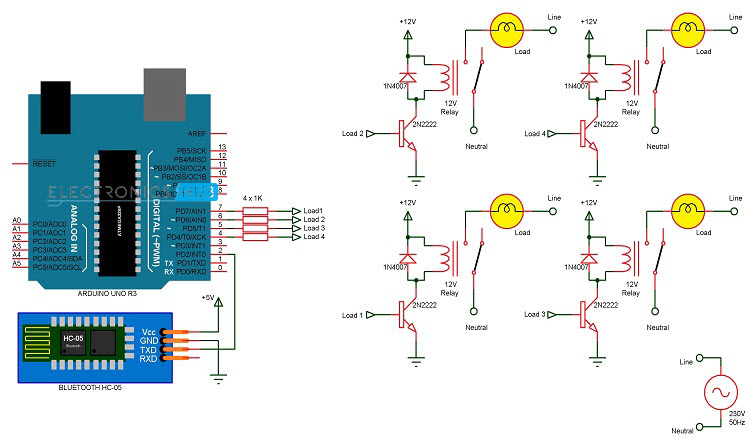 RESET
AREF
13
PB5/SCK
12
PB4/MISO
11
~PB3/MOSI/OC2A
10
~PB2/SS/OC1B
9
8
ELECTRONICS HUB
ATMEGA328P
ANALOG IN
DIGITAL (~PWM)
A0
PC0/ADC0
A1
PC1/ADC1
A2
PC2/ADC2
A3
PC3/ADC3
A4
PC4/ADC4/SDA
A5
PC5/ADC5/SCL
7
PD7/AIN1
6
~ PD6/AIN0
5
~ PD5/T1
4
PD4/T0/XCK
3
~ PD3/INT1
2
PD2/INT0
1
TX PD1/TXD
0
RX PD0/RXD
ARDUINO UNO R3
4 x 1K
Load1
Load 2
Load 3
Load 4
+5V
HC-05
Bluetooth
Vcc
GND
TXD
RXD
BLUETOOTH HC-05
+12V
Line
Load
1N4007
12V
Relay
2N2222
Load 2
Neutral
+12V
Line
Load
1N4007
12V
Relay
2N2222
Load 4
Neutral
+12V
Line
Load
1N4007
12V
Relay
2N2222
Load 1
Neutral
+12V
Line
Load
1N4007
12V
Relay
2N2222
Load 3
Neutral
Line
230V
50Hz
Neutral